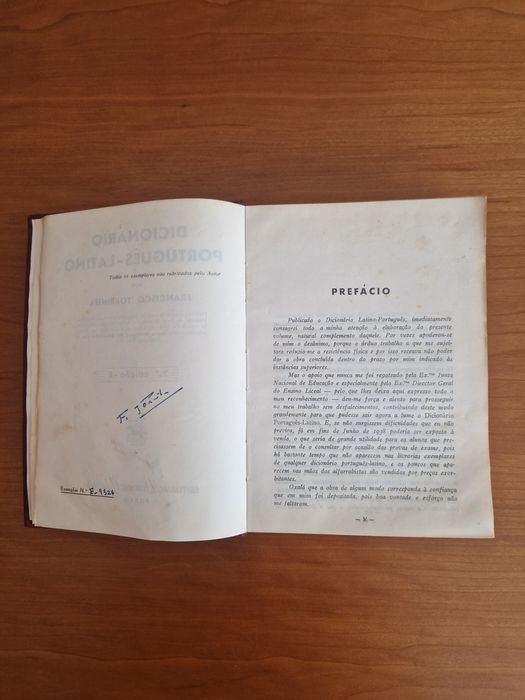 Todos os exemplares são rubricados pelo Autor
Exemplar N.º E-9326
PREFÁCIO
Publicado o Dicionário Latino-Português, imediatamente
consagrei toda a minha atenção à elaboração do presente
volume, natural complemento daquele. Por vezes apoderou-se
de mim o desânimo, porque o árduo trabalho a que me sujei-
tara reduziu-me a resistência física e por isso receava não poder
dar a obra concluída dentro do prazo por mim indicado às
instâncias superiores.
Mas o apoio que nunca me foi regateado pela Ex.ma Junta
Nacional de Educação e especialmente pelo Ex.mo Director Geral
do Ensino Liceal — pelo que lhes deixo aqui expresso todo o
meu reconhecimento — deu-me força e alento para prosseguir
no meu trabalho sem desfalecimentos, contribuindo deste modo
grandemente para que pudesse sair agora a lume o Dicionário
Português-Latino. E, se não surgissem dificuldades que eu não
previra, já em fins de Junho de 1938 poderia ser exposto à
venda, o que seria de grande utilidade para os alunos que pre-
cisassem de o consultar por ocasião das provas de exame, pois
há bastante tempo que não aparecem nas livrarias exemplares
de qualquer dicionário português-latino, e os poucos que apare-
cem nas mãos dos alfarrabistas são vendidos por preços exor-
bitantes.
Oxalá que a obra de algum modo corresponda à confiança
que em mim foi depositada, pois boa vontade e esforço não
me faltaram.